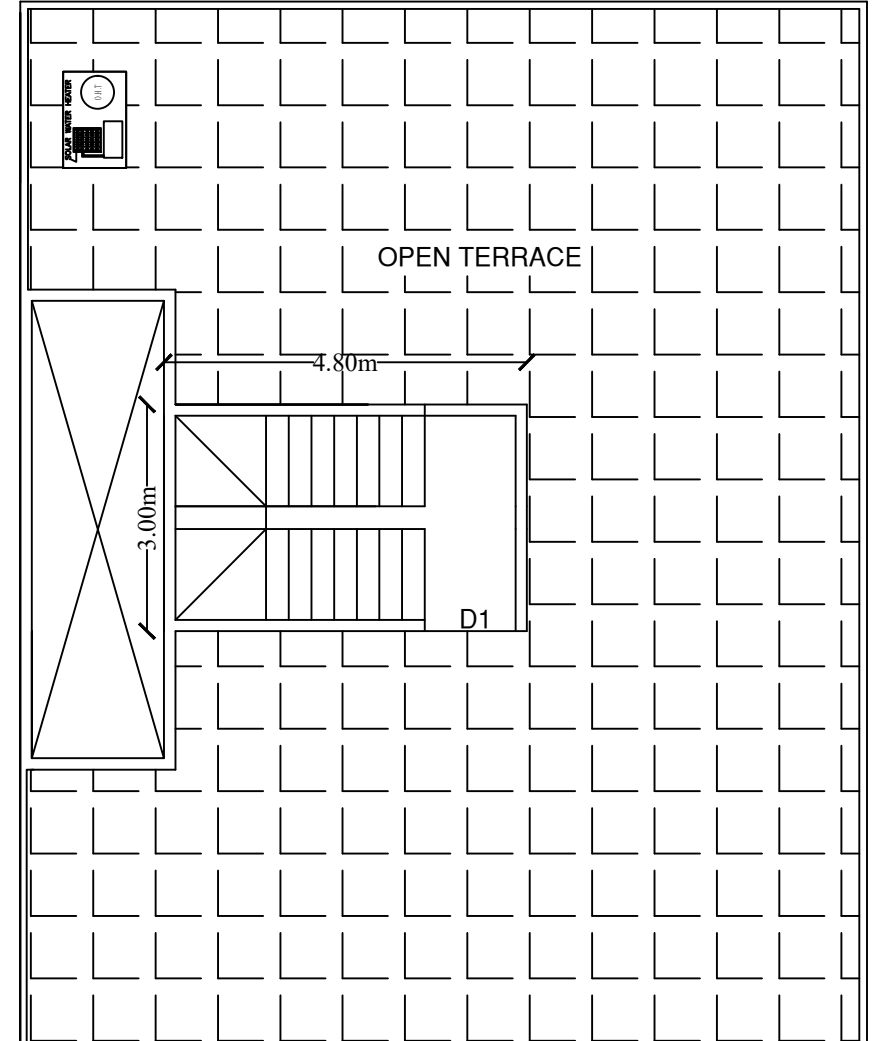 SOLAR WATER HEATER
O.H.T
OPEN TERRACE
4.80m
3.00m
D1